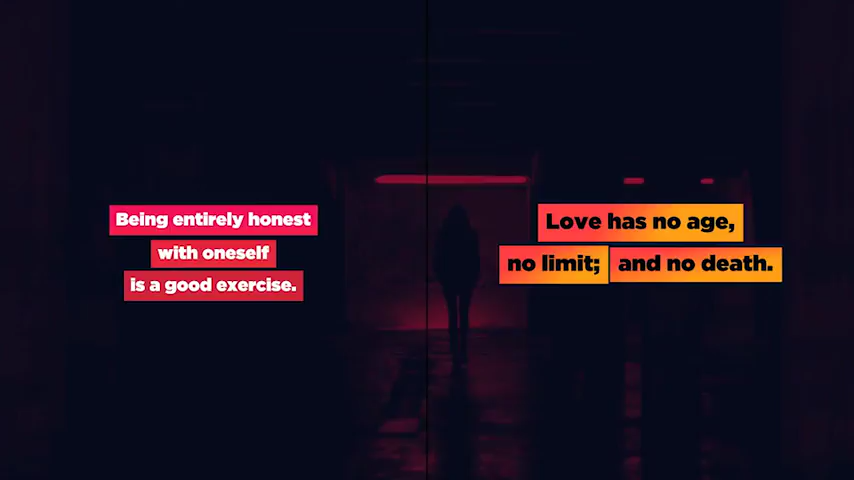 Being entirely honest
with oneself
is a good exercise.
Love has no age,
no limit; and no death.